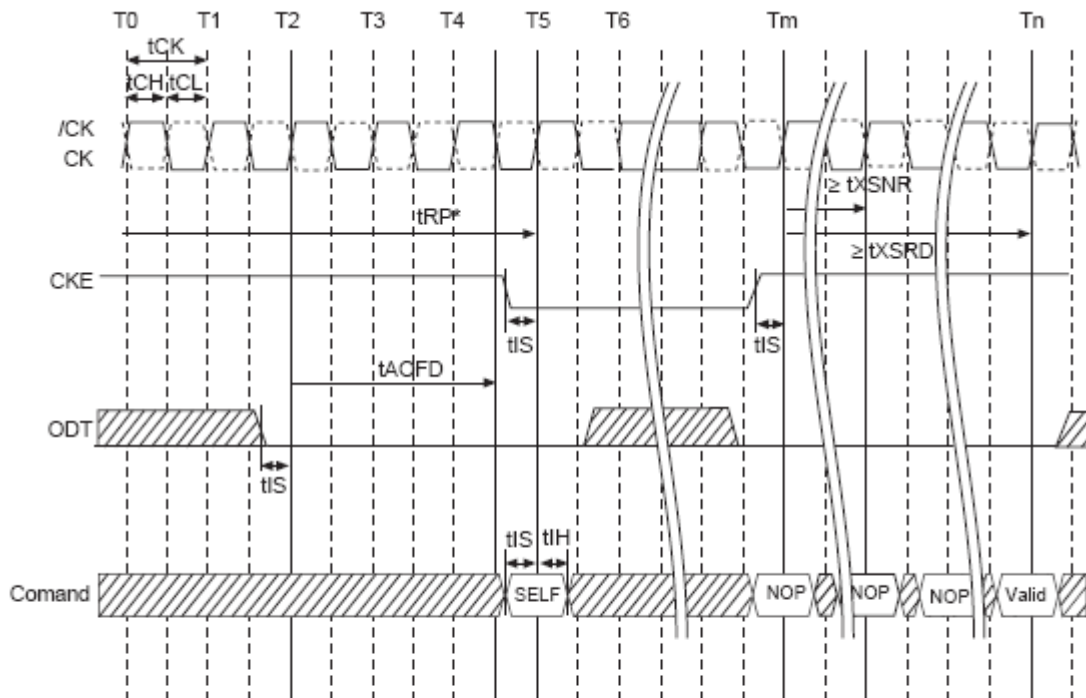 T0 T1 T2 T3 T4 T5 T6 Tm Tn
tCK
tCH tCL
/CK
CK
≥ tXSNR
tRP*
≥ tXSRD
CKE
tIS tIS
tAOFD
ODT
tIS
tIS tIH
Comand SELF NOP NOP NOP Valid